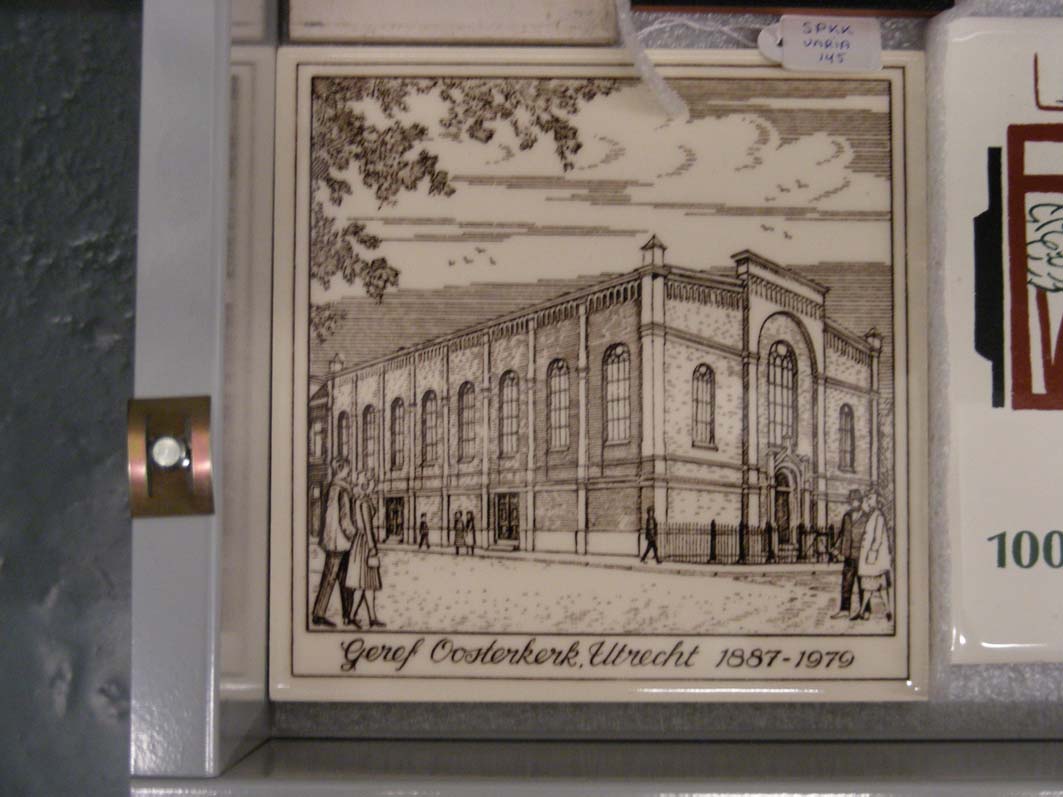 SPKK
VARIA
145
Geref Oosterkerk, Utrecht 1887-1979
100